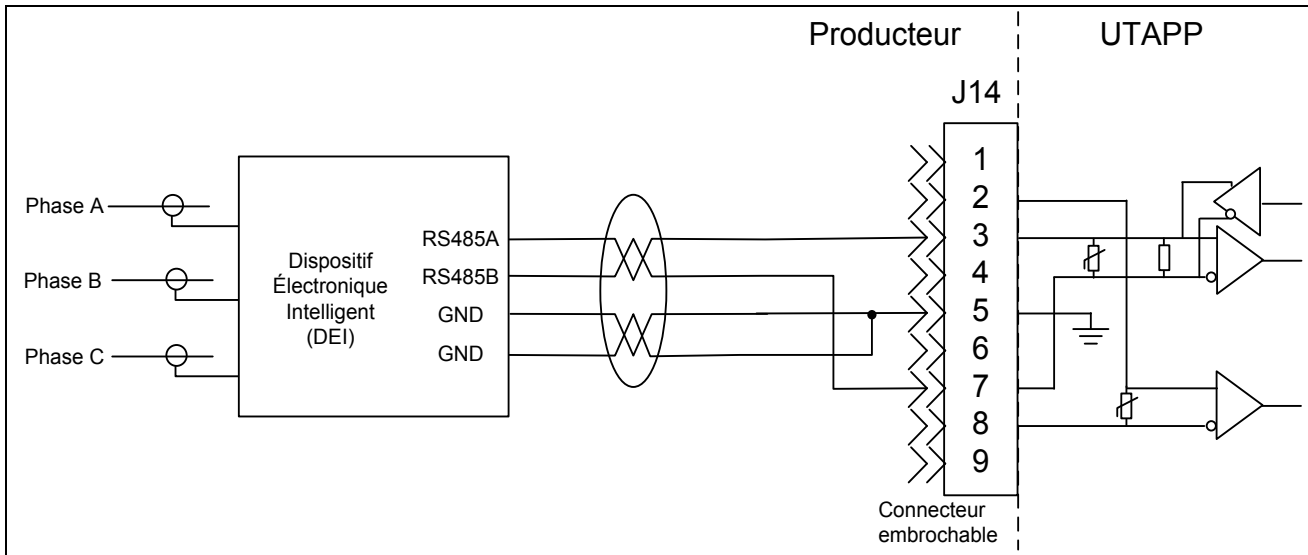 Producteur
UTAPP
J14
Phase A
Phase B
Phase C
Dispositif
Électronique
Intelligent
(DEI)
RS485A
RS485B
GND
GND
1
2
3
4
5
6
7
8
9
Connecteur
embrochable